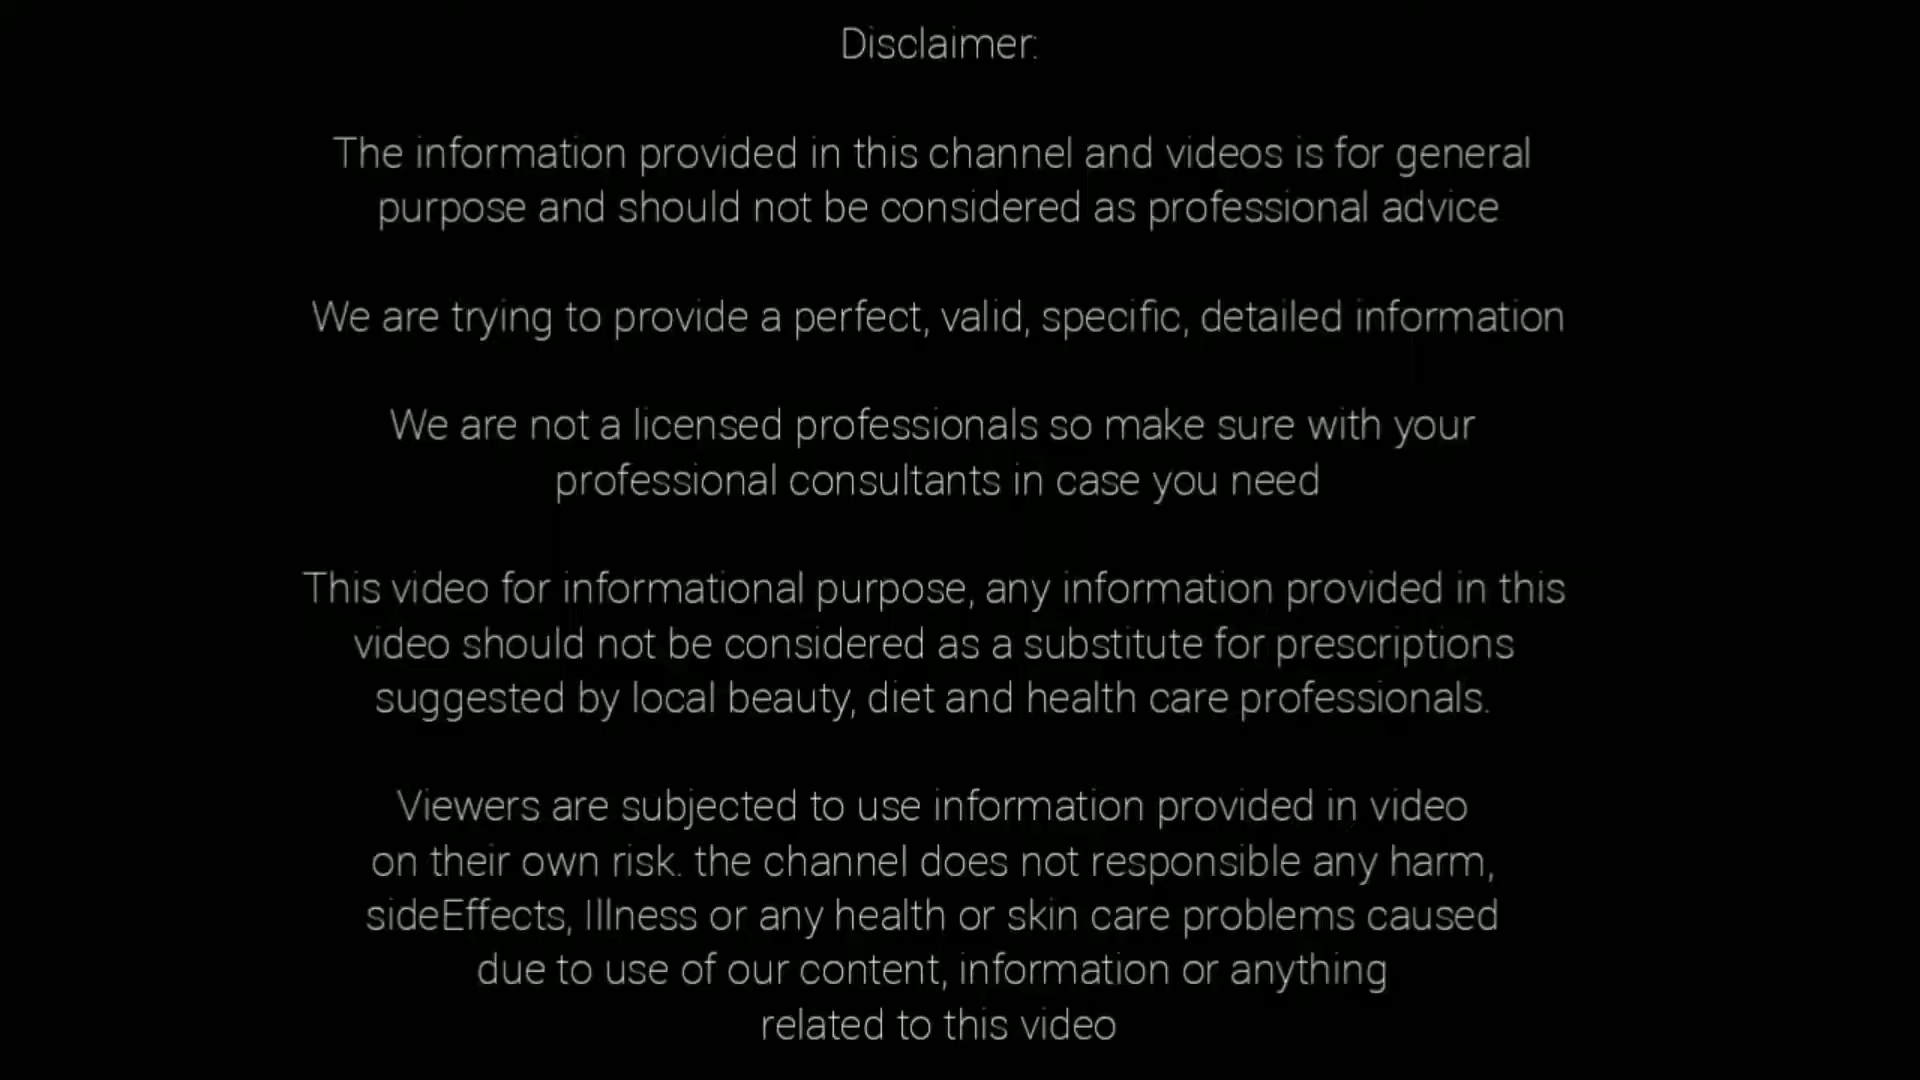 Disclaimer:
The information provided in this channel and videos is for general
purpose and should not be considered as professional advice
We are trying to provide a perfect, valid, specific, detailed information
We are not a licensed professionals so make sure with your
professional consultants in case you need
This video for informational purpose, any information provided in this
video should not be considered as a substitute for prescriptions
suggested by local beauty, diet and health care professionals.
Viewers are subjected to use information provided in video
on their own risk. the channel does not responsible any harm,
sideEffects, Illness or any health or skin care problems caused
due to use of our content, information or anything
related to this video